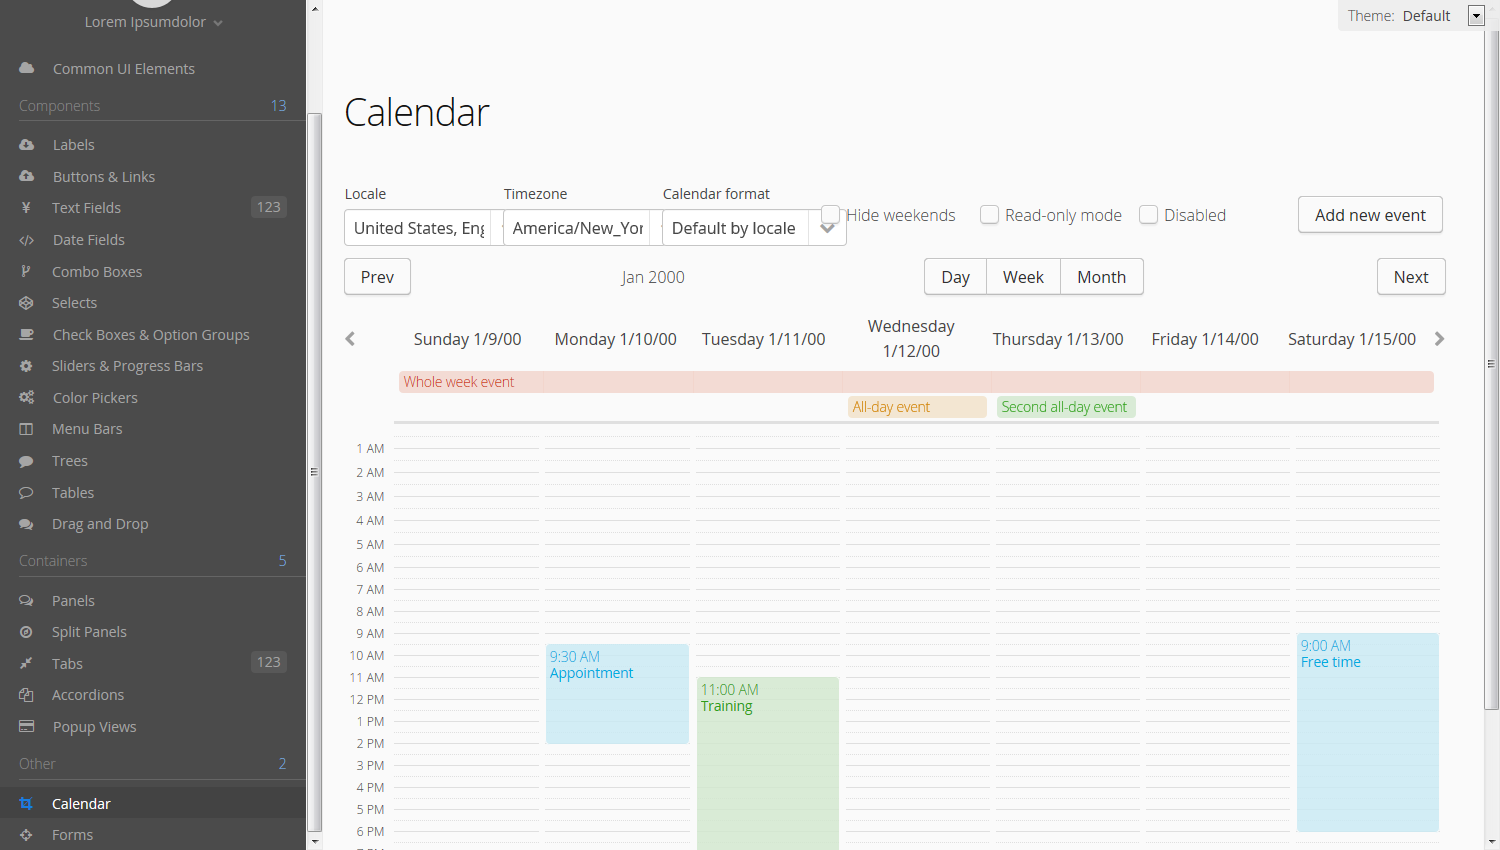 Lorem Ipsumdolor
Common UI Elements
Components 13
Labels
Buttons & Links
Text Fields 123
Date Fields
Combo Boxes
Selects
Check Boxes & Option Groups
Sliders & Progress Bars
Color Pickers
Menu Bars
Trees
Tables
Drag and Drop
Containers 5
Panels
Split Panels
Tabs 123
Accordions
Popup Views
Other 2
Calendar
Forms
Theme: Default
Calendar
Locale Timezone Calendar format
United States, Eng America/New_Yor Default by locale Hide weekends Read-only mode Disabled Add new event
Prev Jan 2000 Day Week Month Next
Sunday 1/9/00 Monday 1/10/00 Tuesday 1/11/00 Wednesday 1/12/00 Thursday 1/13/00 Friday 1/14/00 Saturday 1/15/00
Whole week event
All-day event Second all-day event
1 AM
2 AM
3 AM
4 AM
5 AM
6 AM
7 AM
8 AM
9 AM
10 AM
11 AM
12 PM
1 PM
2 PM
3 PM
4 PM
5 PM
6 PM
9:30 AM
Appointment
11:00 AM
Training
9:00 AM
Free time